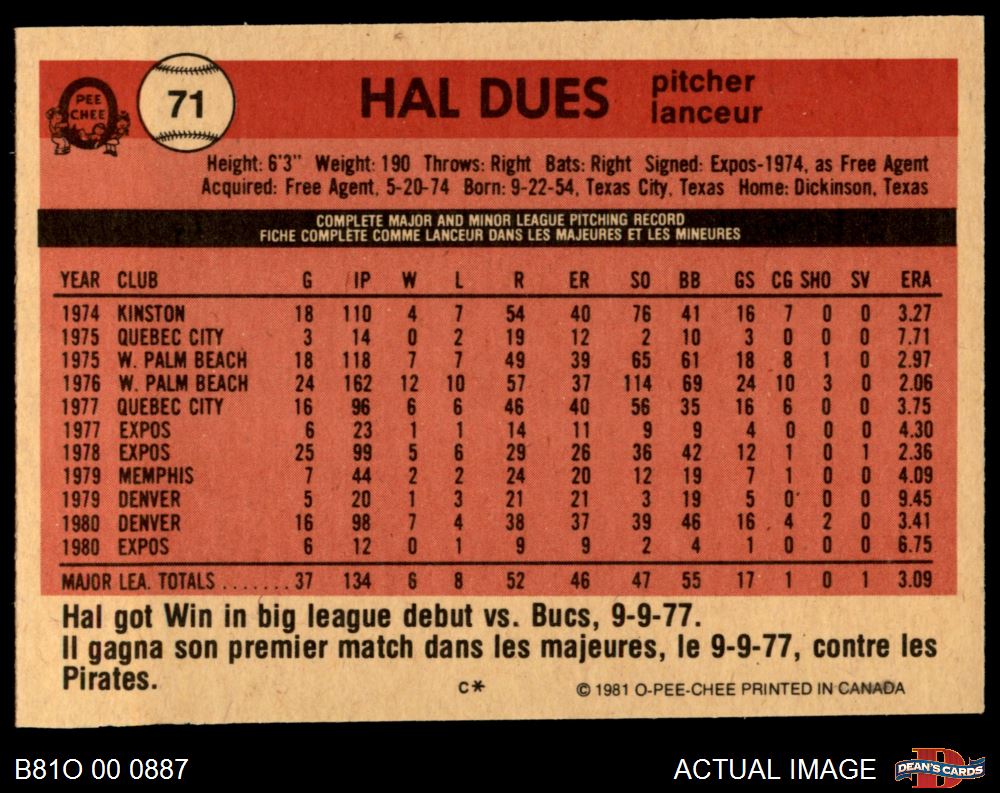 PEE
CHEE
71
HAL DUES
pitcher
lanceur
Height: 6'3" Weight: 190 Throws: Right Bats: Right Signed: Expos-1974, as Free Agent
Acquired: Free Agent, 5-20-74 Born: 9-22-54, Texas City, Texas Home: Dickinson, Texas
COMPLETE MAJOR AND MINOR LEAGUE PITCHING RECORD
FICHE COMPLÈTE COMME LANCEUR DANS LES MAJEURES ET LES MINEURES
YEAR CLUB G IP W L R ER SO BB GS CG SHO SV ERA
1974 KINSTON 18 110 4 7 54 40 76 41 16 7 0 0 3.27
1975 QUEBEC CITY 3 14 0 2 19 12 2 10 3 0 0 0 7.71
1975 W. PALM BEACH 18 118 7 7 49 39 65 61 18 8 1 0 2.97
1976 W. PALM BEACH 24 162 12 10 57 37 114 69 24 10 3 0 2.06
1977 QUEBEC CITY 16 96 6 6 46 40 56 35 16 6 0 0 3.75
1977 EXPOS 6 23 1 1 14 11 9 9 4 0 0 0 4.30
1978 EXPOS 25 99 5 6 29 26 36 42 12 1 0 1 2.36
1979 MEMPHIS 7 44 2 2 24 20 12 19 7 1 0 0 4.09
1979 DENVER 5 20 1 3 21 21 3 19 5 0 0 0 9.45
1980 DENVER 16 98 7 4 38 37 39 46 16 4 2 0 3.41
1980 EXPOS 6 12 0 1 9 9 2 4 1 0 0 0 6.75
MAJOR LEA. TOTALS ....... 37 134 6 8 52 46 47 55 17 1 0 1 3.09
Hal got Win in big league debut vs. Bucs, 9-9-77.
Il gagna son premier match dans les majeures, le 9-9-77, contre les
Pirates.
C* © 1981 O-PEE-CHEE PRINTED IN CANADA
B81O 00 0887
ACTUAL IMAGE
DEAN'S CARDS